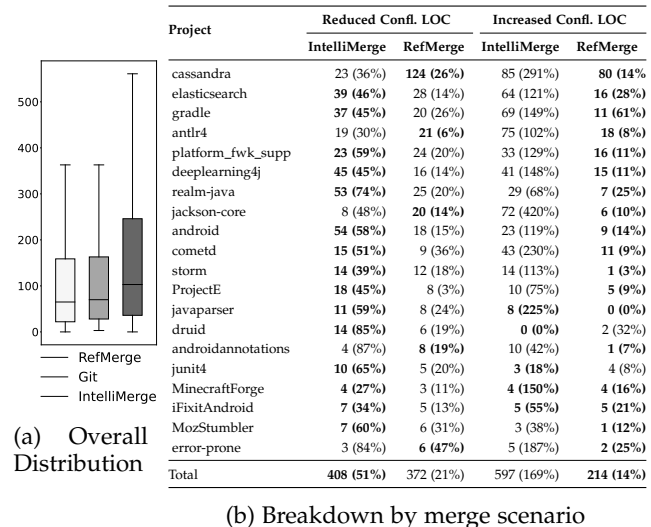 500
400
300
200
100
0
RefMerge
Git
IntelliMerge
(a) Overall
Distribution
Project Reduced Confl. LOC Increased Confl. LOC
IntelliMerge RefMerge IntelliMerge RefMerge
cassandra 23 (36%) 124 (26%) 85 (291%) 80 (14%
elasticsearch 39 (46%) 28 (14%) 64 (121%) 16 (28%)
gradle 37 (45%) 20 (26%) 69 (149%) 11 (61%)
antlr4 19 (30%) 21 (6%) 75 (102%) 18 (8%)
platform_fwk_supp 23 (59%) 24 (20%) 33 (129%) 16 (11%)
deeplearning4j 45 (45%) 16 (14%) 41 (148%) 15 (11%)
realm-java 53 (74%) 25 (20%) 29 (68%) 7 (25%)
jackson-core 8 (48%) 20 (14%) 72 (420%) 6 (10%)
android 54 (58%) 18 (15%) 23 (119%) 9 (14%)
cometd 15 (51%) 9 (36%) 43 (230%) 11 (9%)
storm 14 (39%) 12 (18%) 14 (113%) 1 (3%)
ProjectE 18 (45%) 8 (3%) 10 (75%) 5 (9%)
javaparser 11 (59%) 8 (24%) 8 (225%) 0 (0%)
druid 14 (85%) 6 (19%) 0 (0%) 2 (32%)
androidannotations 4 (87%) 8 (19%) 10 (42%) 1 (7%)
junit4 10 (65%) 5 (20%) 3 (18%) 4 (8%)
MinecraftForge 4 (27%) 3 (11%) 4 (150%) 4 (16%)
iFixitAndroid 7 (34%) 5 (13%) 5 (55%) 5 (21%)
MozStumbler 7 (60%) 6 (31%) 3 (38%) 1 (12%)
error-prone 3 (84%) 6 (47%) 5 (187%) 2 (25%)
Total 408 (51%) 372 (21%) 597 (169%) 214 (14%)
(b) Breakdown by merge scenario